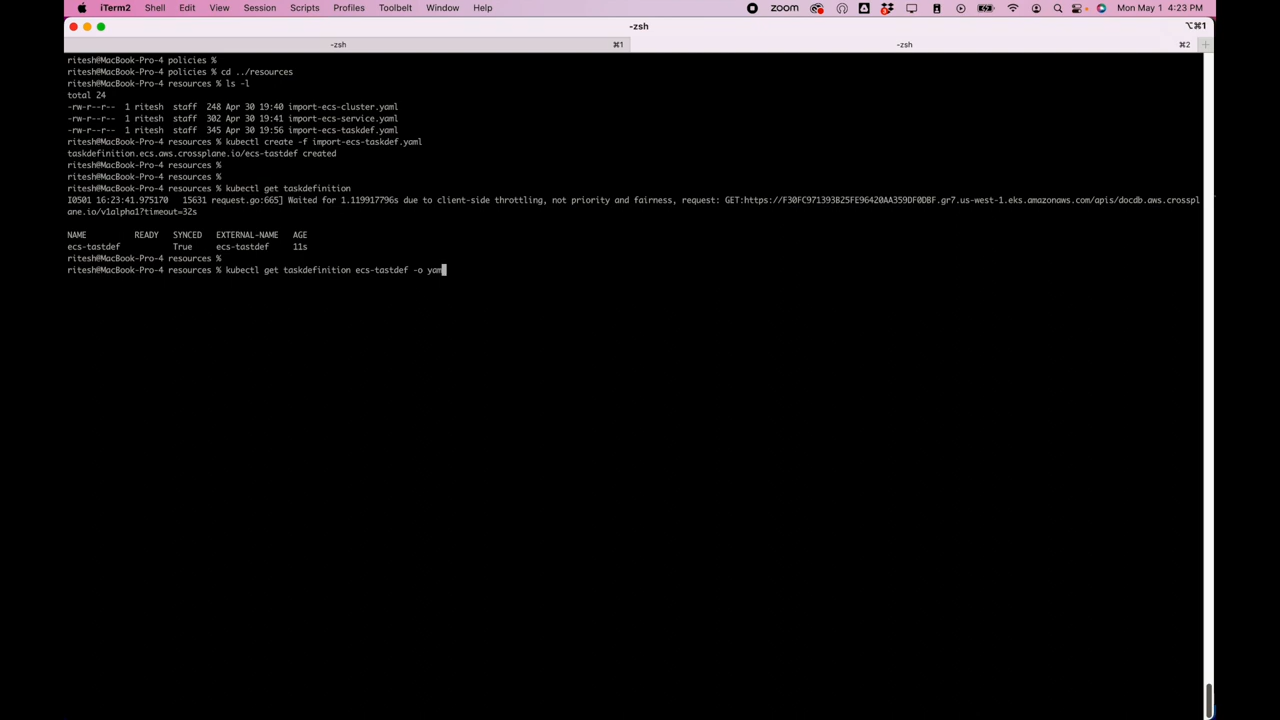 iTerm2 Shell Edit View Session Scripts Profiles Toolbelt Window Help zoom Mon May 1 4:23 PM
-zsh ⌥⌘1
-zsh ⌘1 -zsh ⌘2 +
ritesh@MacBook-Pro-4 policies %
ritesh@MacBook-Pro-4 policies % cd ../resources
ritesh@MacBook-Pro-4 resources % ls -l
total 24
-rw-r--r-- 1 ritesh staff 248 Apr 30 19:40 import-ecs-cluster.yaml
-rw-r--r-- 1 ritesh staff 302 Apr 30 19:41 import-ecs-service.yaml
-rw-r--r-- 1 ritesh staff 345 Apr 30 19:56 import-ecs-taskdef.yaml
ritesh@MacBook-Pro-4 resources % kubectl create -f import-ecs-taskdef.yaml
taskdefinition.ecs.aws.crossplane.io/ecs-tastdef created
ritesh@MacBook-Pro-4 resources %
ritesh@MacBook-Pro-4 resources %
ritesh@MacBook-Pro-4 resources % kubectl get taskdefinition
I0501 16:23:41.975170 15631 request.go:665] Waited for 1.119917796s due to client-side throttling, not priority and fairness, request: GET:https://F30FC971393B25FE96420AA359DF0DBF.gr7.us-west-1.eks.amazonaws.com/apis/docdb.aws.crosspl
ane.io/v1alpha1?timeout=32s
NAME READY SYNCED EXTERNAL-NAME AGE
ecs-tastdef True ecs-tastdef 11s
ritesh@MacBook-Pro-4 resources %
ritesh@MacBook-Pro-4 resources % kubectl get taskdefinition ecs-tastdef -o yam